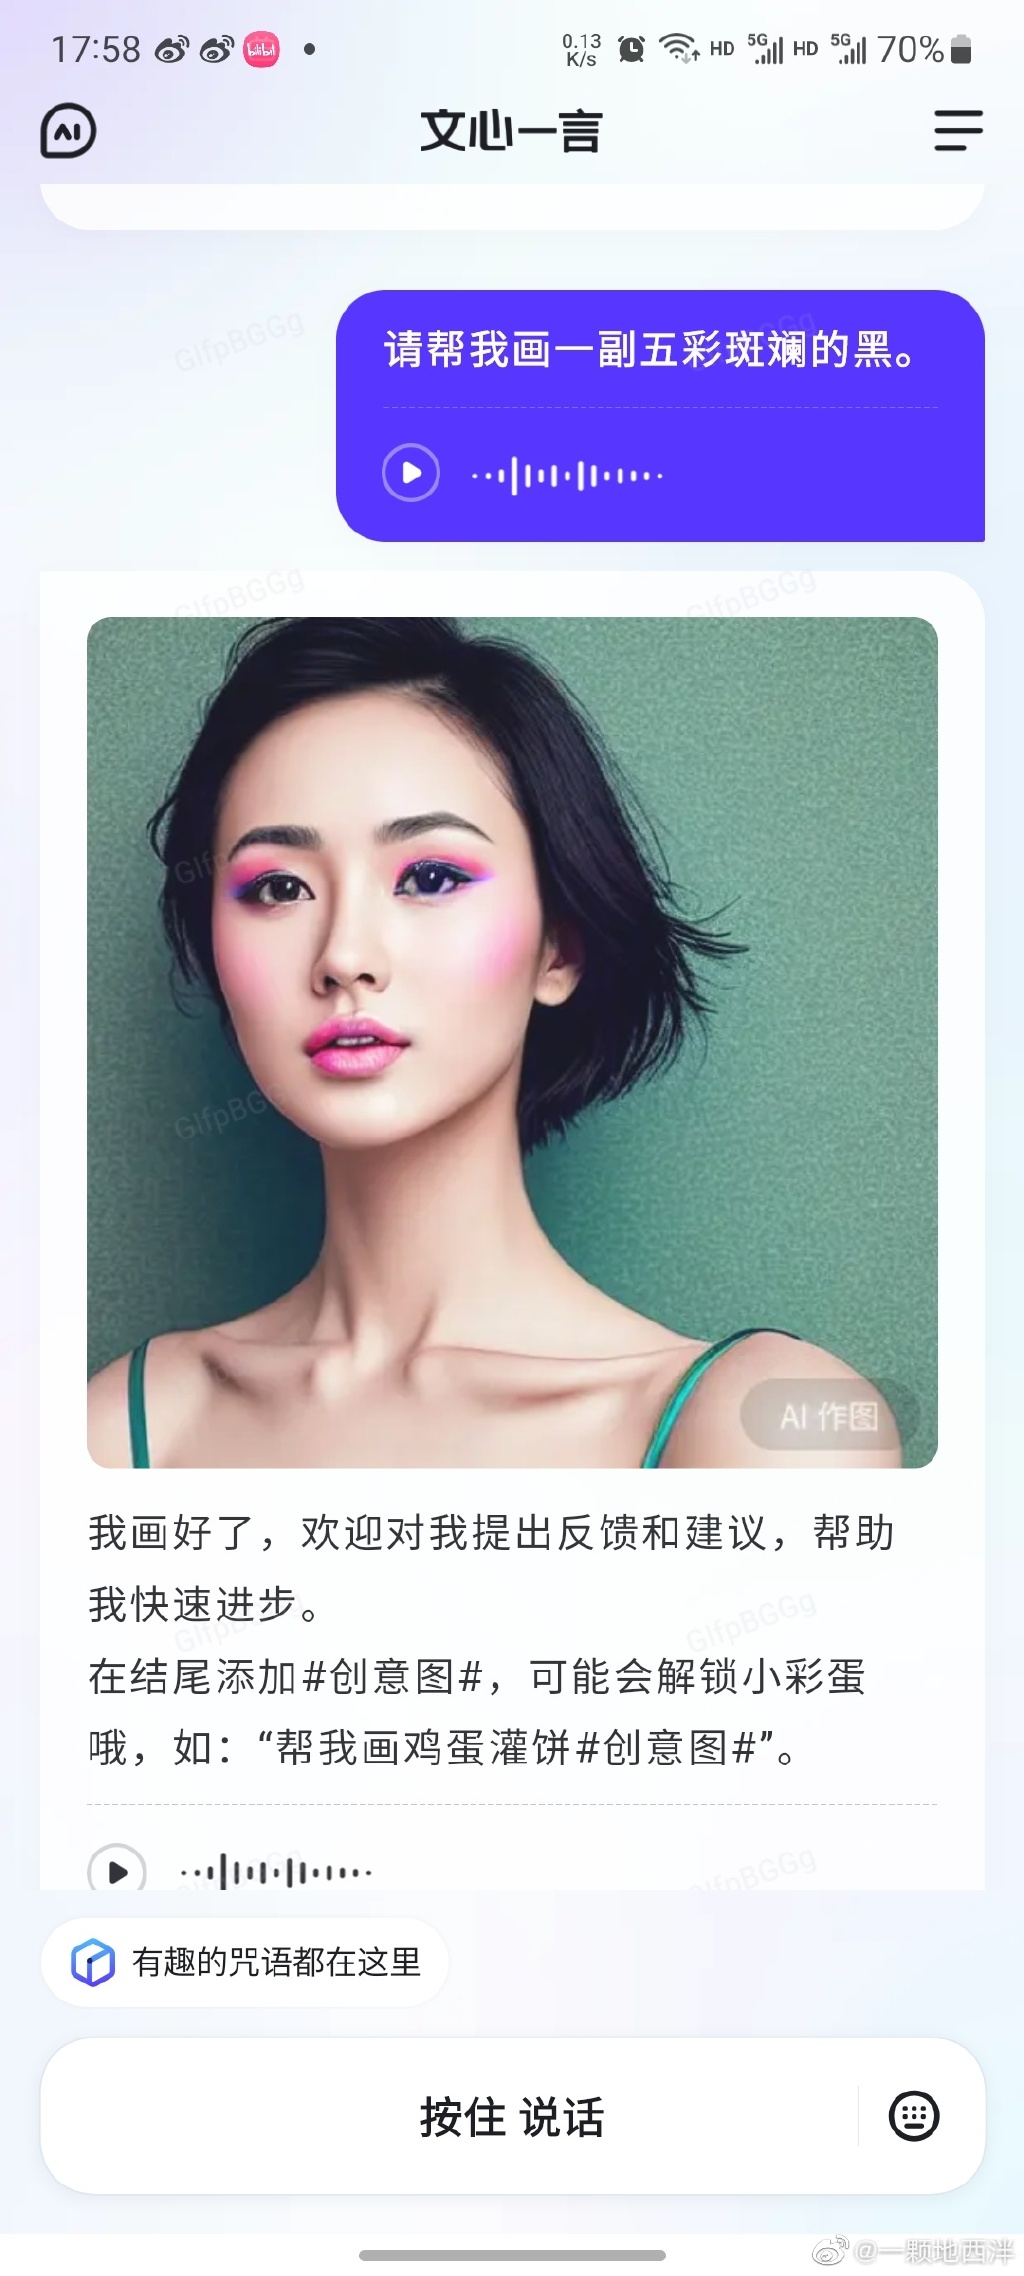 17:58
0.13
K/s
HD
5G
HD
5G
70%
AI
文心一言
请帮我画一副五彩斑斓的黑。
GIfpBGGg
AI 作图
我画好了，欢迎对我提出反馈和建议，帮助
我快速进步。
在结尾添加#创意图#，可能会解锁小彩蛋
哦，如：“帮我画鸡蛋灌饼#创意图#”。
有趣的咒语都在这里
按住 说话
@一颗地西泮